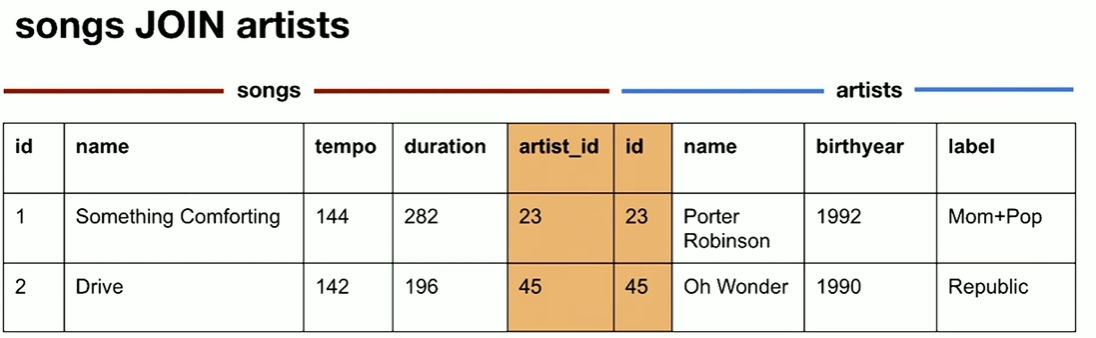 songs JOIN artists
songs artists
id name tempo duration artist_id id name birthyear label
1 Something Comforting 144 282 23 23 Porter Robinson 1992 Mom+Pop
2 Drive 142 196 45 45 Oh Wonder 1990 Republic